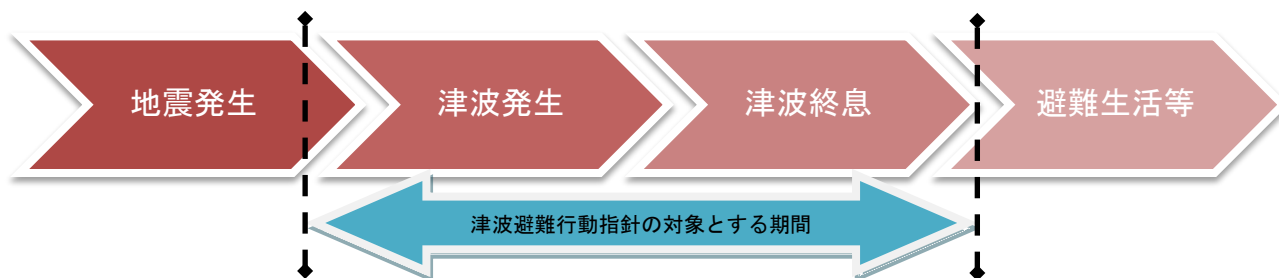 地震発生
津波発生
津波終息
避難生活等
津波避難行動指針の対象とする期間